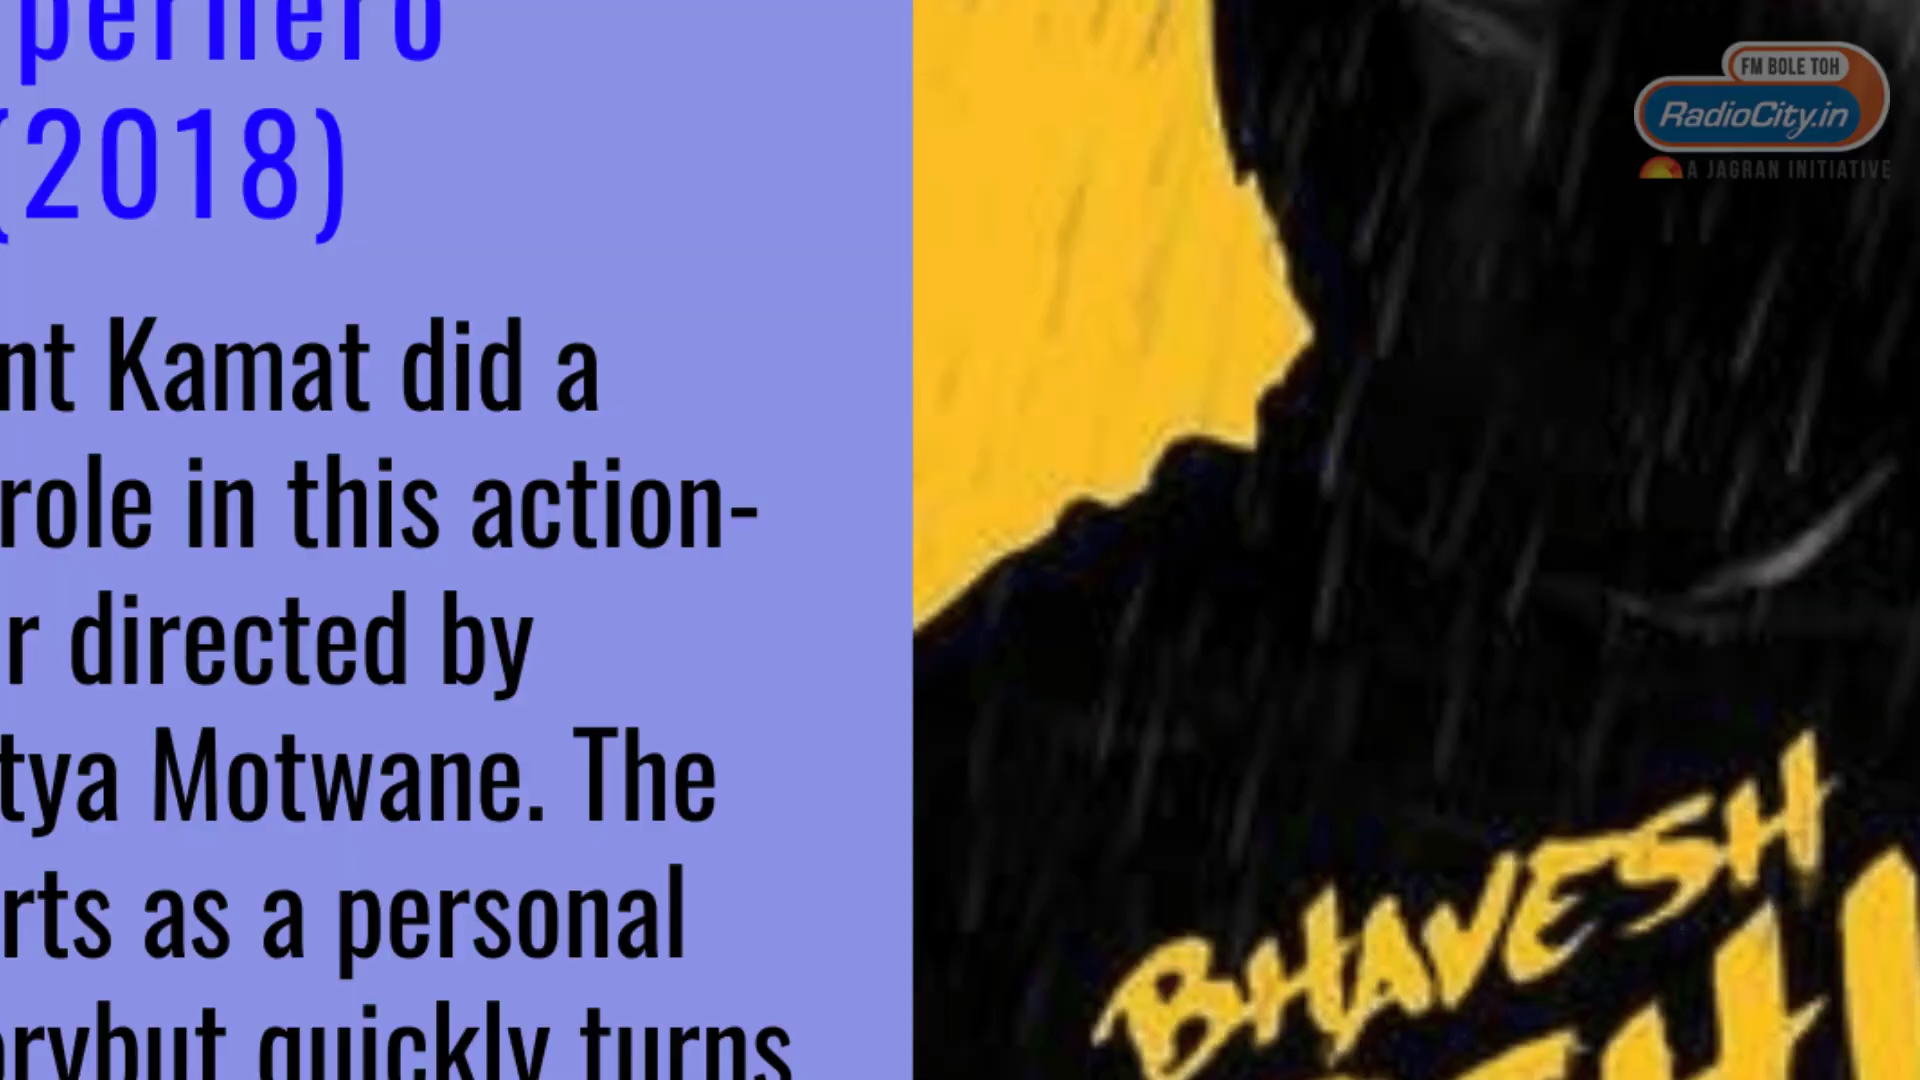 perhero
(2018)
nt Kamat did a
role in this action-
r directed by
tya Motwane. The
rts as a personal
orybut quickly turns
FM BOLE TOH
RadioCity.in
A JAGRAN INITIATIVE
BHAVESH